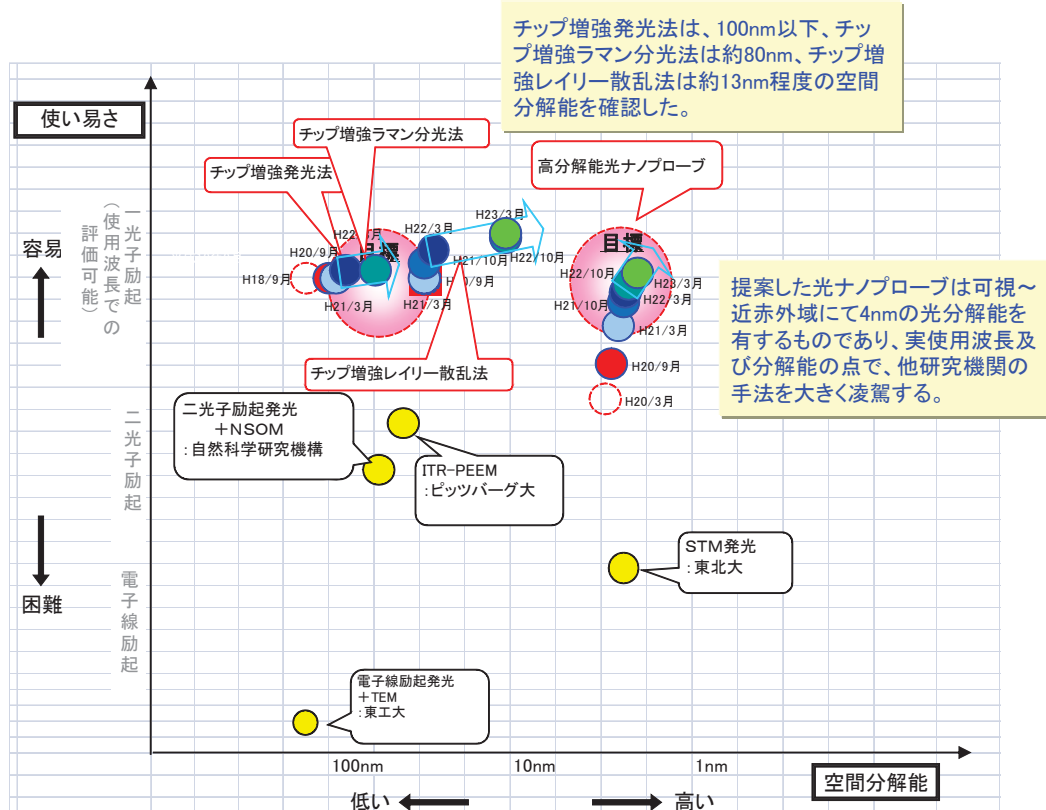 チップ増強発光法は、100nm以下、チッ
プ増強ラマン分光法は約80nm、チップ増
強レイリー散乱法は約13nm程度の空間
分解能を確認した。
使い易さ
チップ増強ラマン分光法
チップ増強発光法
高分解能光ナノプローブ
容易
困難
一光子励起
(使用波長での
評価可能)
二光子励起
電子線励起
H18/9月
H20/9月
H21/3月
目標
H22/3月
H21/10月
H21/3月
H23/3月
H22/10月
目標
H22/10月
H21/10月
H23/3月
H22/3月
H21/3月
H20/9月
H20/3月
チップ増強レイリー散乱法
提案した光ナノプローブは可視~
近赤外域にて4nmの光分解能を
有するものであり、実使用波長及
び分解能の点で、他研究機関の
手法を大きく凌駕する。
二光子励起発光
+NSOM
:自然科学研究機構
ITR-PEEM
:ピッツバーグ大
STM発光
:東北大
電子線励起発光
+TEM
:東工大
100nm
10nm
1nm
空間分解能
低い
高い